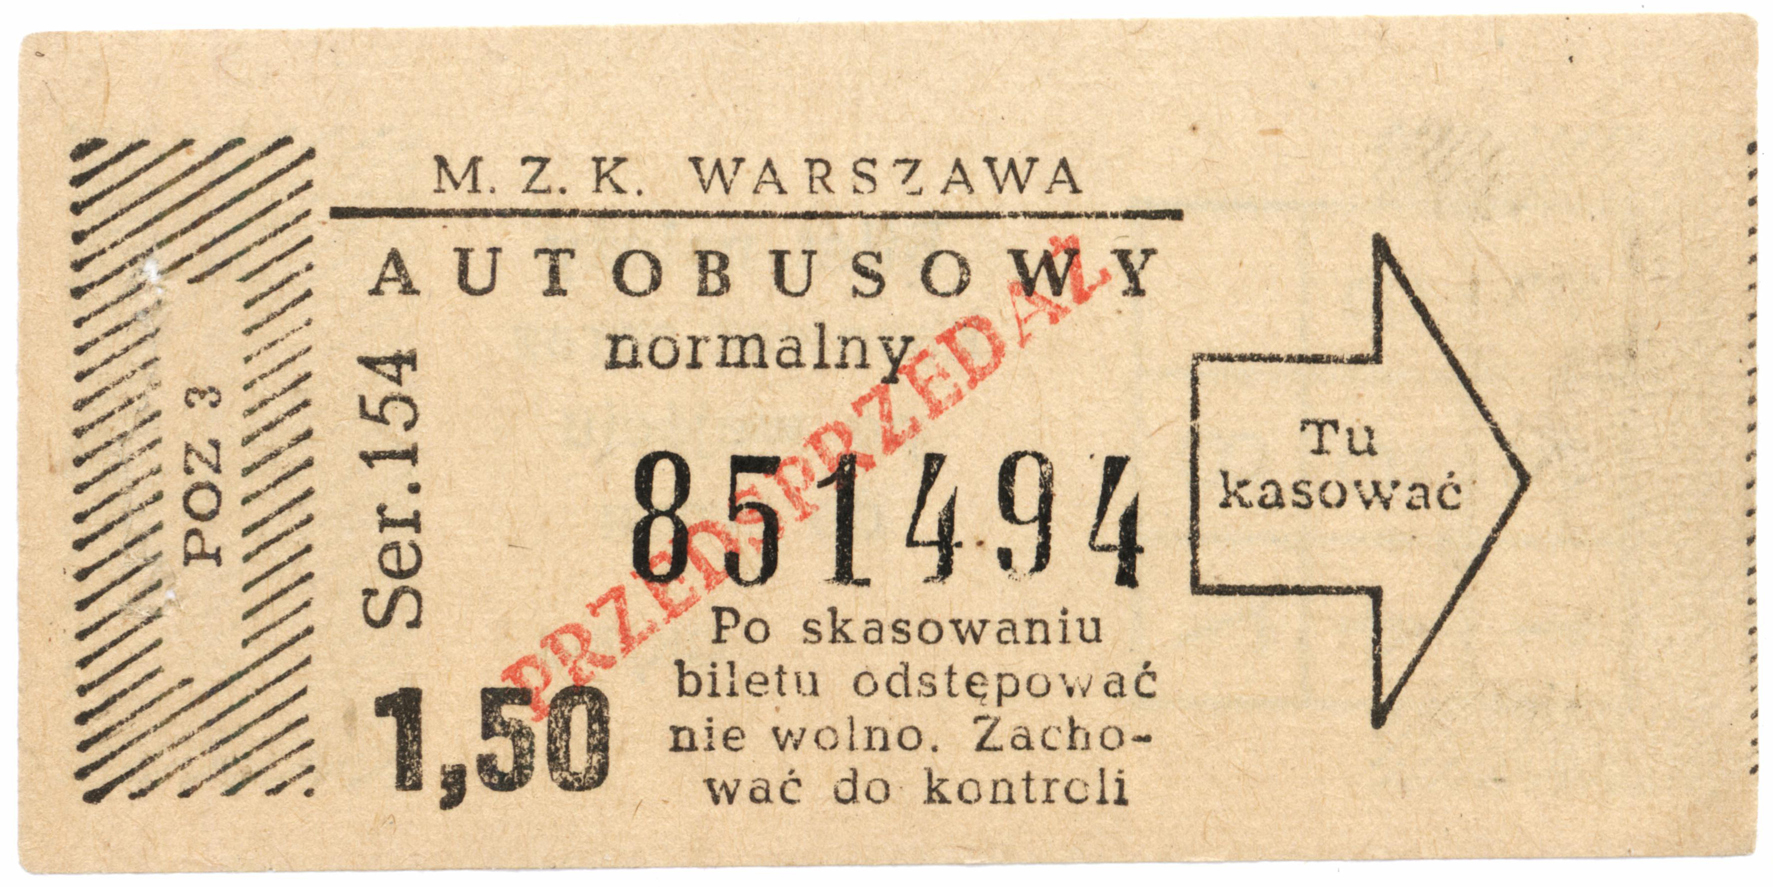 M. Z. K. WARSZAWA
AUTOBUSOWY
normalny
PRZEDSPRZEDAŻ
POZ 3
Ser. 154
851494
1,50
Po skasowaniu
biletu odstępować
nie wolno. Zacho-
wać do kontroli
Tu
kasować